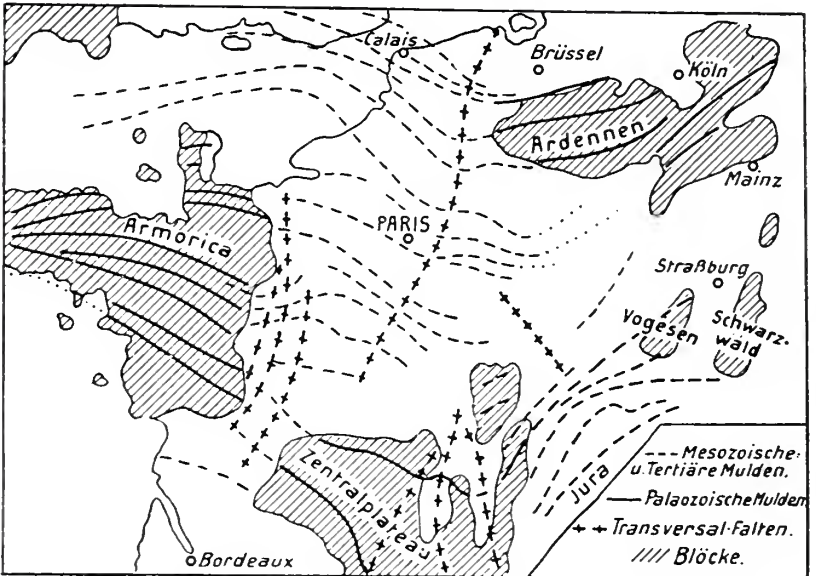 Calais
Brüssel
Köln
Ardennen
Mainz
PARIS
Armorica
Straßburg
Vogesen
Schwarz-
wald
Zentralplateau
Jura
Bordeaux
Mesozoische-
u. Tertiäre Mulden.
Paläozoische Mulden
Transversal-Falten.
Blöcke.